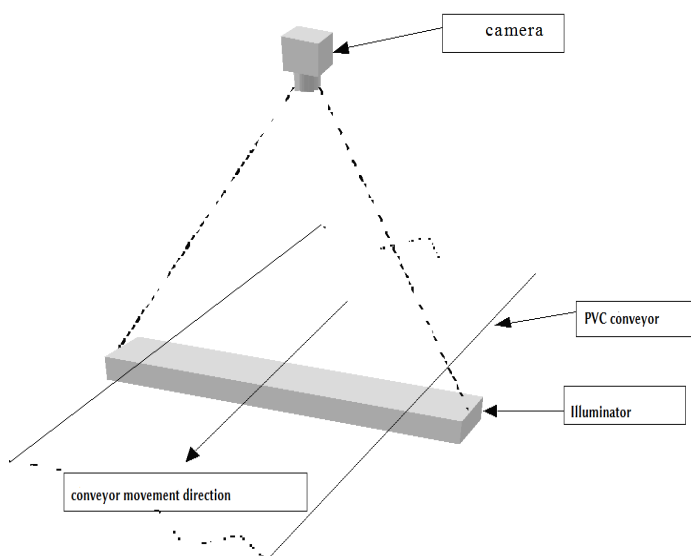 camera
PVC conveyor
Illuminator
conveyor movement direction